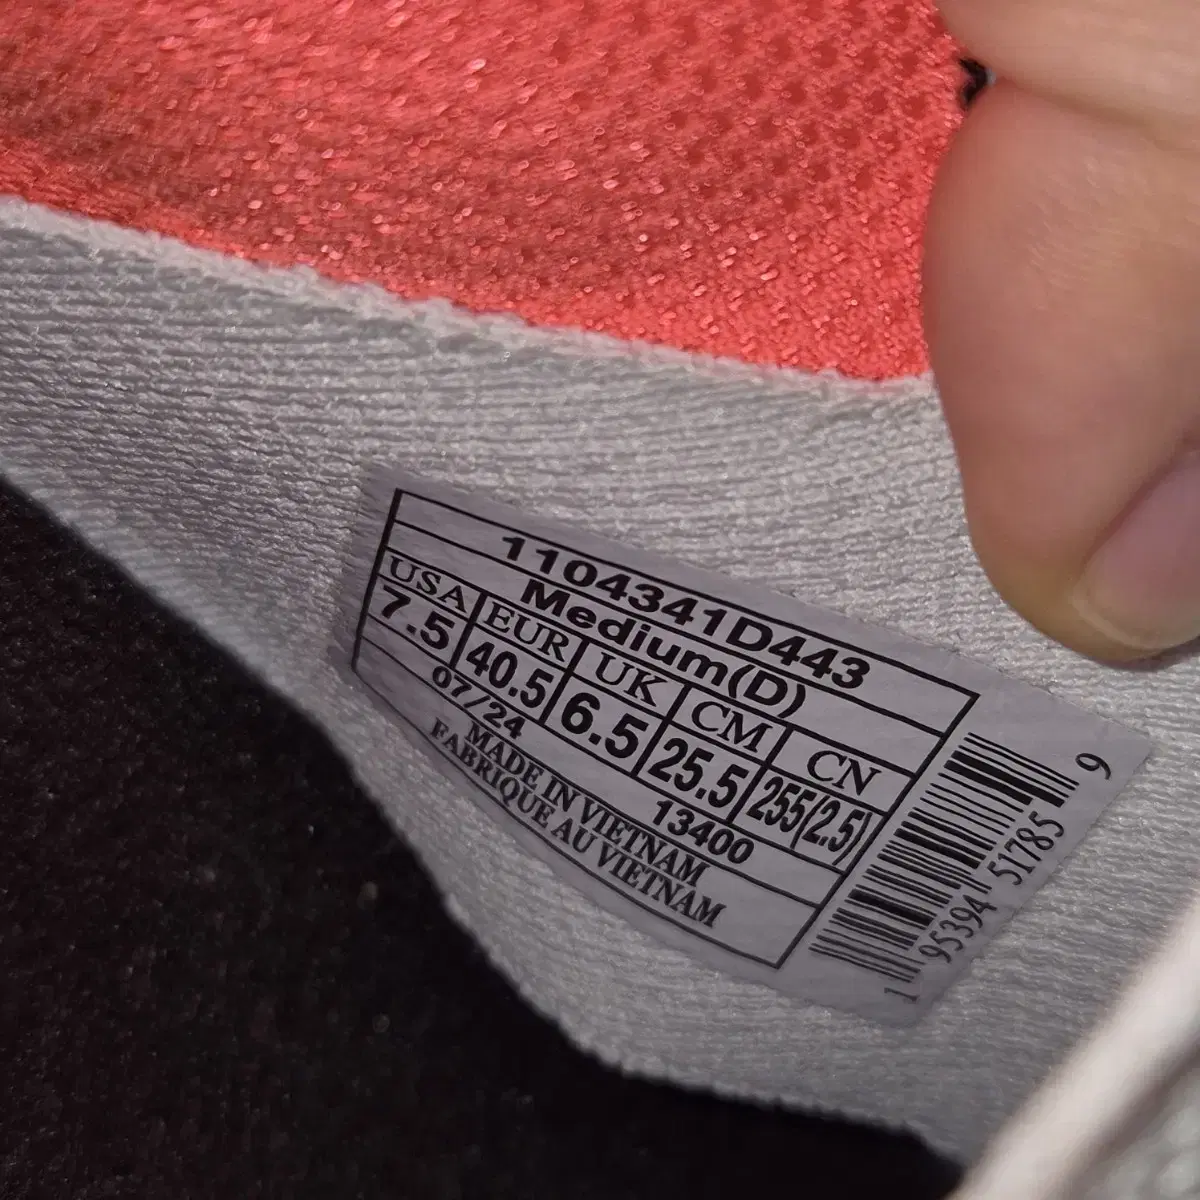 1104341D443
Medium(D)
USA EUR UK CM CN
7.5 40.5 6.5 25.5 255(2.5)
07/24 13400
MADE IN VIETNAM
FABRIQUE AU VIETNAM
1 95394 51785 9